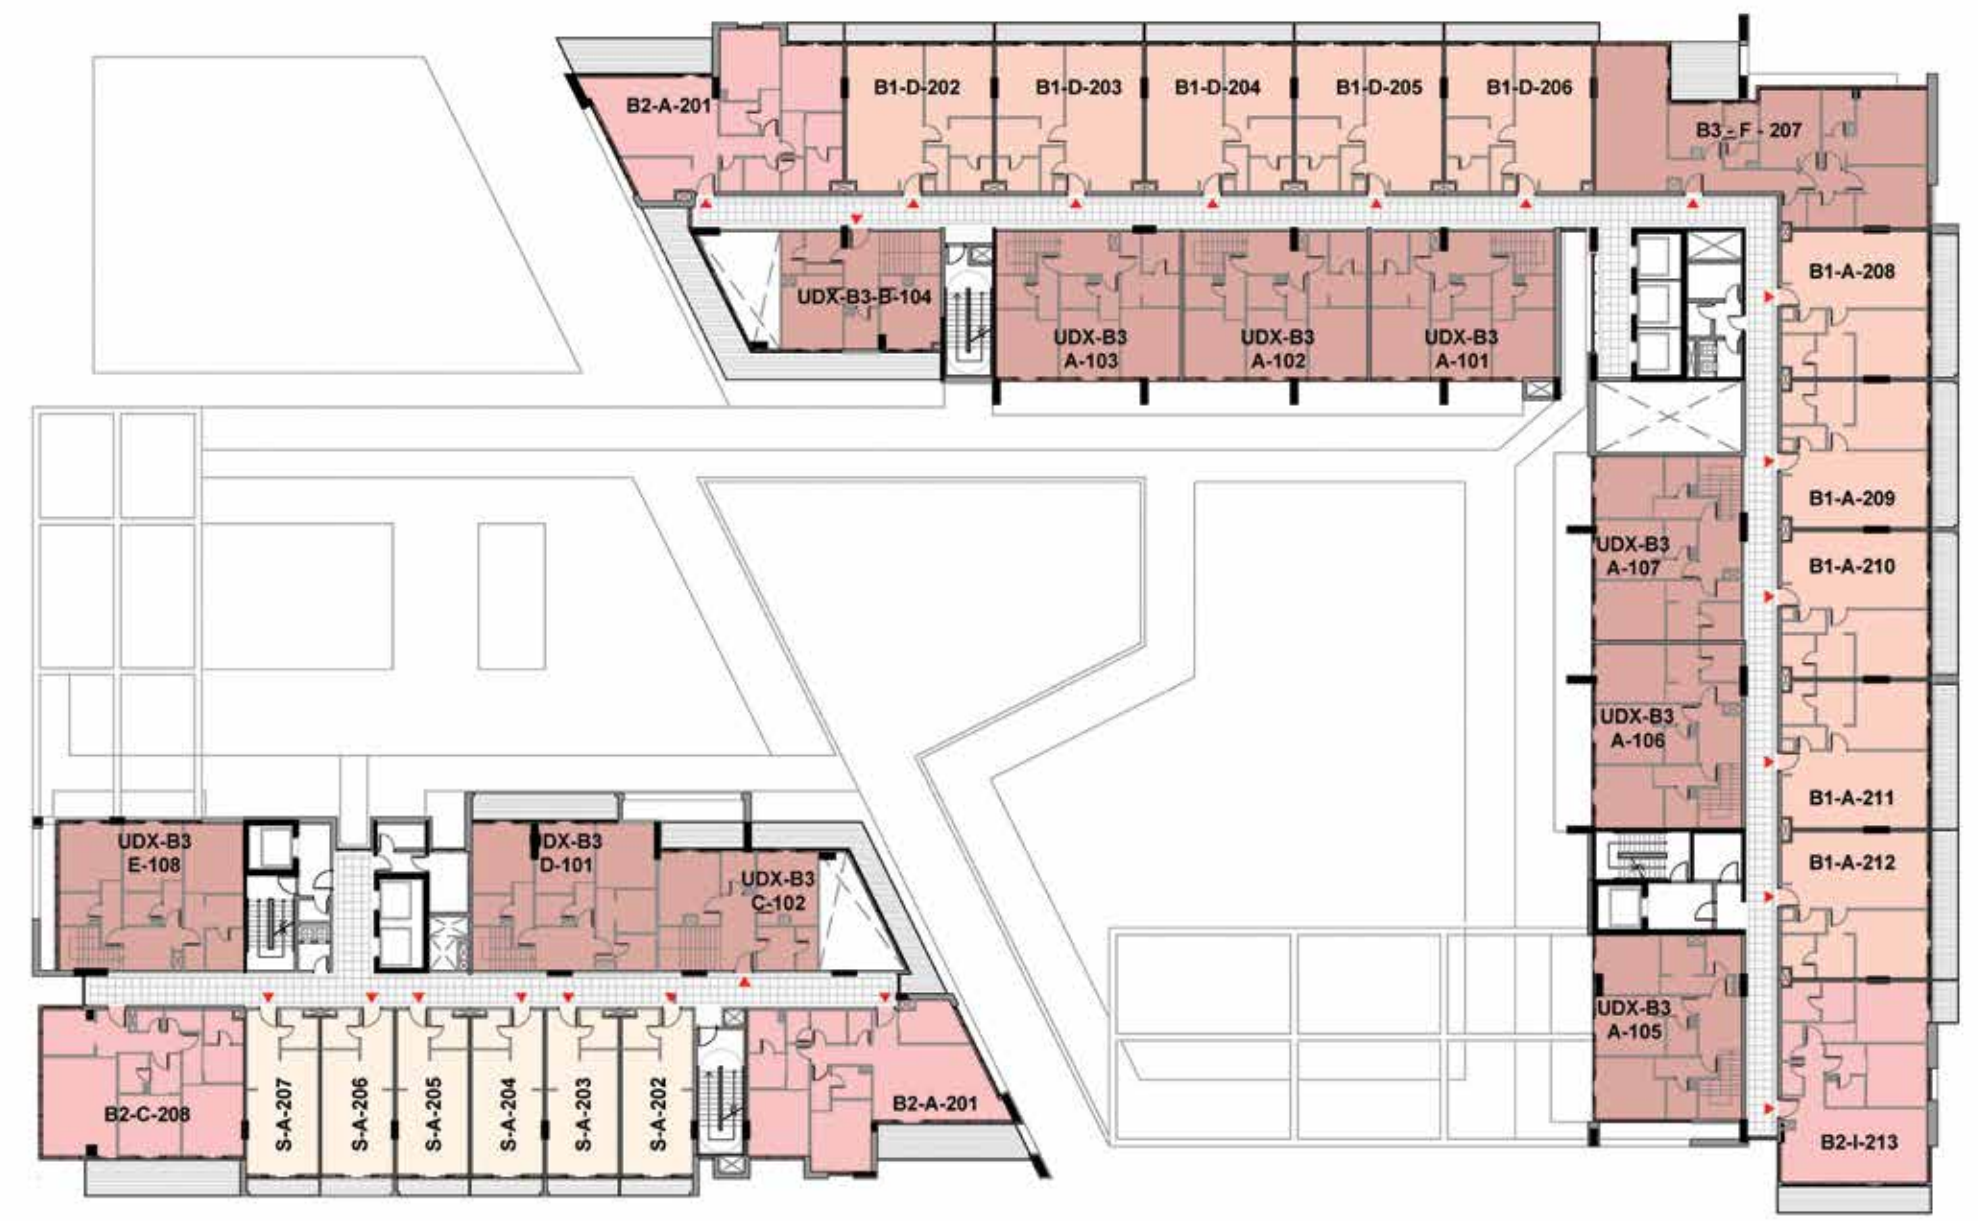 B2-A-201
B1-D-202
B1-D-203
B1-D-204
B1-D-205
B1-D-206
B3 - F - 207
UDX-B3-B-104
UDX-B3
A-103
UDX-B3
A-102
UDX-B3
A-101
B1-A-208
B1-A-209
UDX-B3
A-107
B1-A-210
UDX-B3
A-106
B1-A-211
B1-A-212
UDX-B3
A-105
B2-I-213
UDX-B3
E-108
DX-B3
D-101
UDX-B3
C-102
B2-C-208
S-A-207
S-A-206
S-A-205
S-A-204
S-A-203
S-A-202
B2-A-201